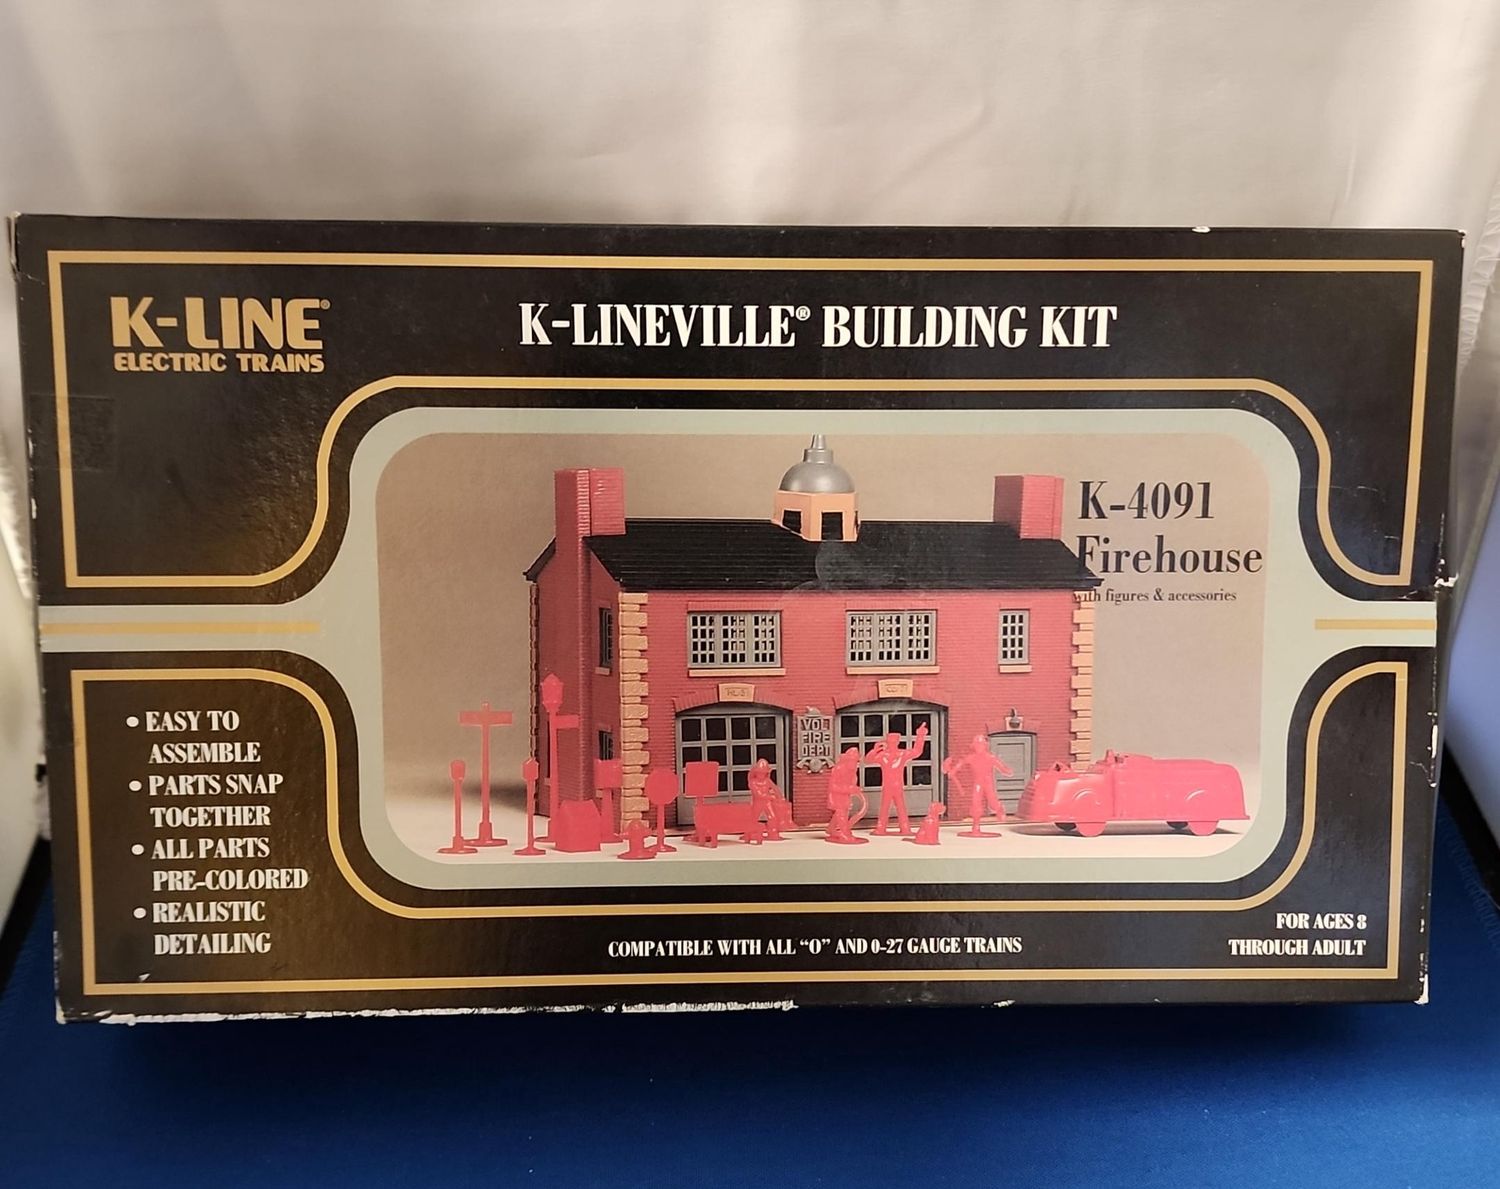 K-LINE®
ELECTRIC TRAINS
K-LINEVILLE® BUILDING KIT
K-4091
Firehouse
with figures & accessories
VOL
FIRE
DEPT
• EASY TO
ASSEMBLE
• PARTS SNAP
TOGETHER
• ALL PARTS
PRE-COLORED
• REALISTIC
DETAILING
COMPATIBLE WITH ALL "O" AND 0-27 GAUGE TRAINS
FOR AGES 8
THROUGH ADULT